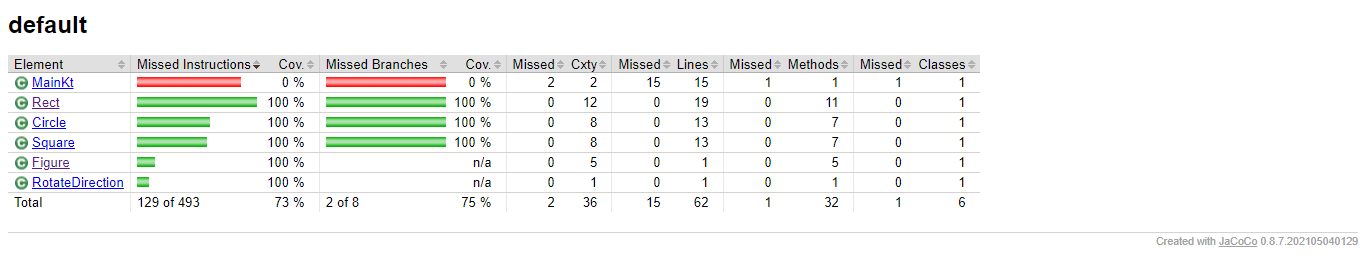 default
Element Missed Instructions Cov. Missed Branches Cov. Missed Cxty Missed Lines Missed Methods Missed Classes
C MainKt 0 % 0 % 2 2 15 15 1 1 1 1
C Rect 100 % 100 % 0 12 0 19 0 11 0 1
C Circle 100 % 100 % 0 8 0 13 0 7 0 1
C Square 100 % 100 % 0 8 0 13 0 7 0 1
C Figure 100 % n/a 0 5 0 1 0 5 0 1
C RotateDirection 100 % n/a 0 1 0 1 0 1 0 1
Total 129 of 493 73 % 2 of 8 75 % 2 36 15 62 1 32 1 6
Created with JaCoCo 0.8.7.202105040129